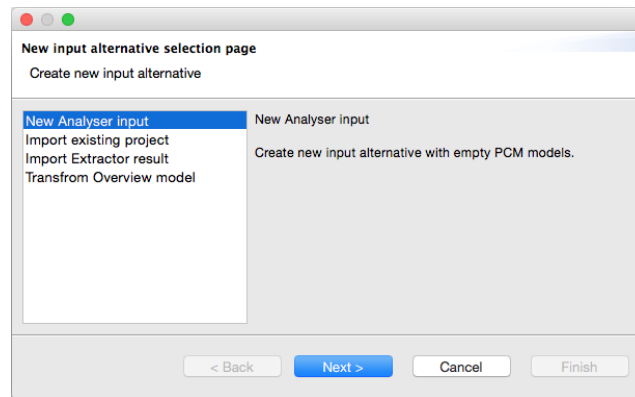 New input alternative selection page
Create new input alternative
New Analyser input
Import existing project
Import Extractor result
Transfrom Overview model
New Analyser input
Create new input alternative with empty PCM models.
< Back
Next >
Cancel
Finish